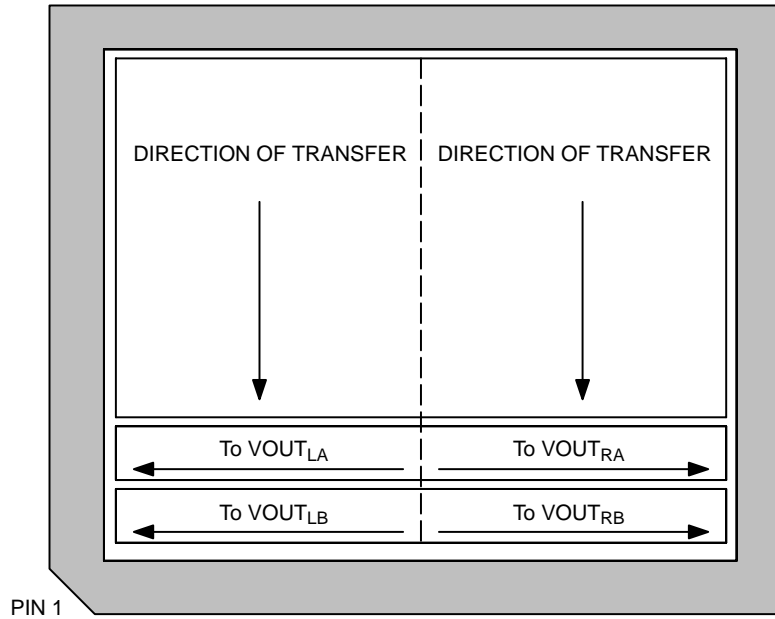 DIRECTION OF TRANSFER DIRECTION OF TRANSFER
To VOUTLA To VOUTRA
To VOUTLB To VOUTRB
PIN 1